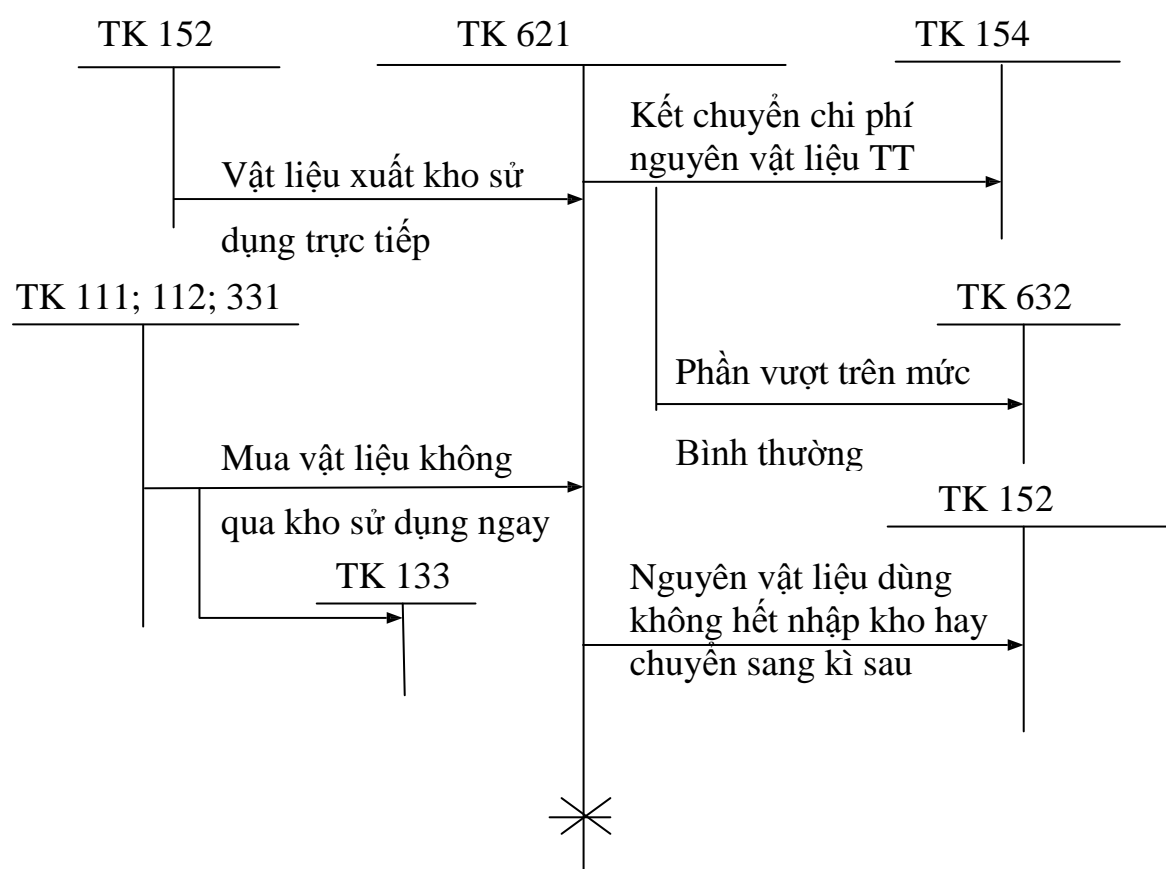 TK 152
TK 621
TK 154
Kết chuyển chi phí
nguyên vật liệu TT
Vật liệu xuất kho sử
dụng trực tiếp
TK 111; 112; 331
TK 632
Phần vượt trên mức
Bình thường
Mua vật liệu không
qua kho sử dụng ngay
TK 152
TK 133
Nguyên vật liệu dùng
không hết nhập kho hay
chuyển sang kì sau